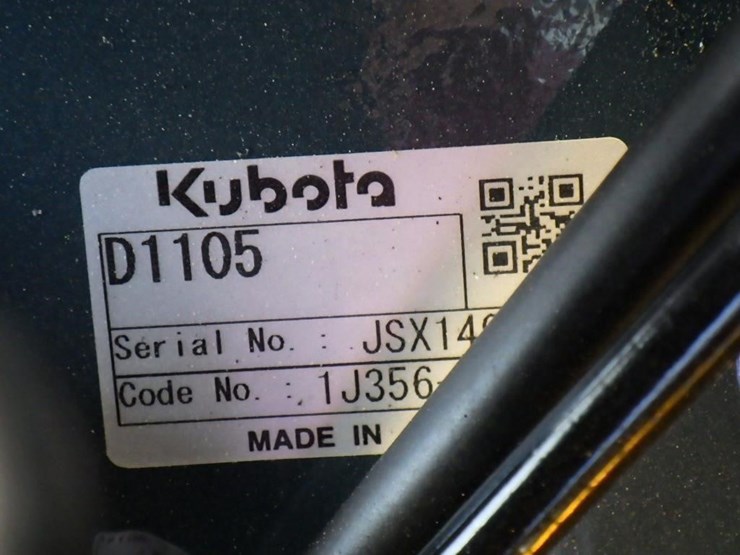 Kubota
D1105
Serial No. : JSX14
Code No. : 1J356-
MADE IN